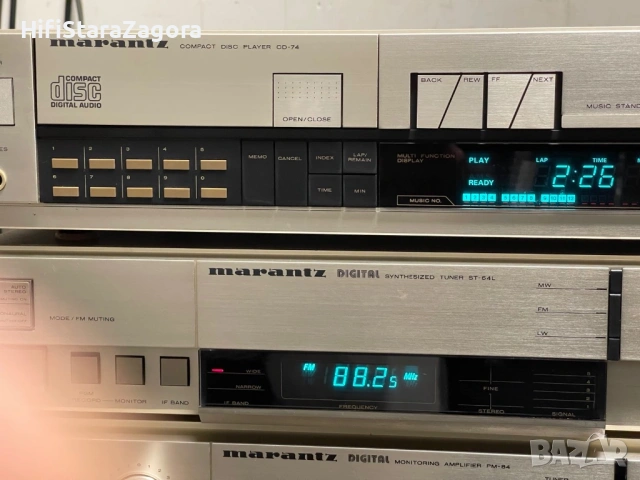 HifiStaraZagora
marantz COMPACT DISC PLAYER CD-74
COMPACT
disc
DIGITAL AUDIO
OPEN/CLOSE
BACK REW FF NEXT
MUSIC STAND
1 2 3 4 5
6 7 8 9 0
MEMO CANCEL INDEX LAP/REMAIN
TIME MIN
MULTI FUNCTION DISPLAY
PLAY LAP TIME
READY 2:26
MUSIC NO.
AUTO STEREO
marantz DIGITAL SYNTHESIZED TUNER ST-64L
MW
FM
LW
MODE/FM MUTING
MONITOR IF BAND
NARROW
IF BAND
FM 88.25 MHz
FREQUENCY
FINE
STEREO
SIGNAL
marantz DIGITAL MONITORING AMPLIFIER PM-84
TUNER
BAZAR